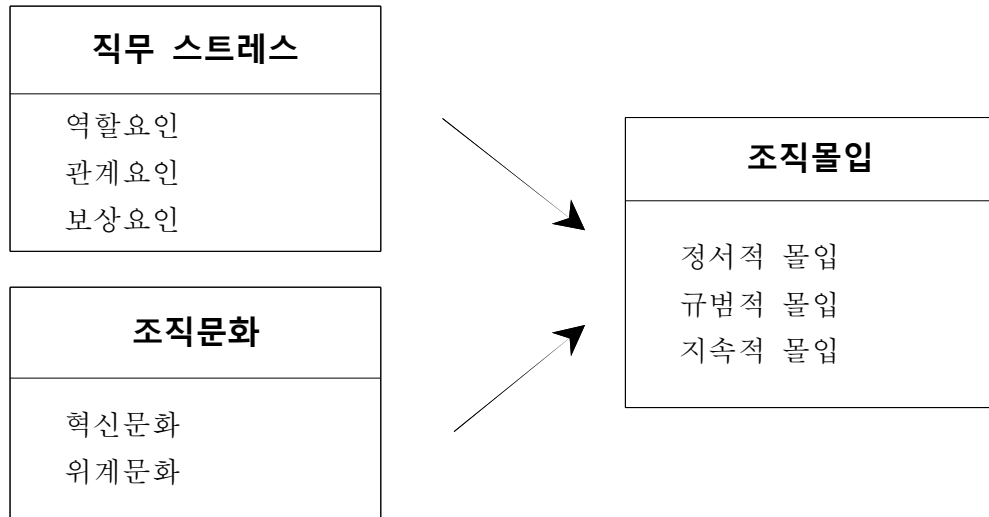 직무 스트레스
역할요인
관계요인
보상요인
조직문화
혁신문화
위계문화
조직몰입
정서적 몰입
규범적 몰입
지속적 몰입